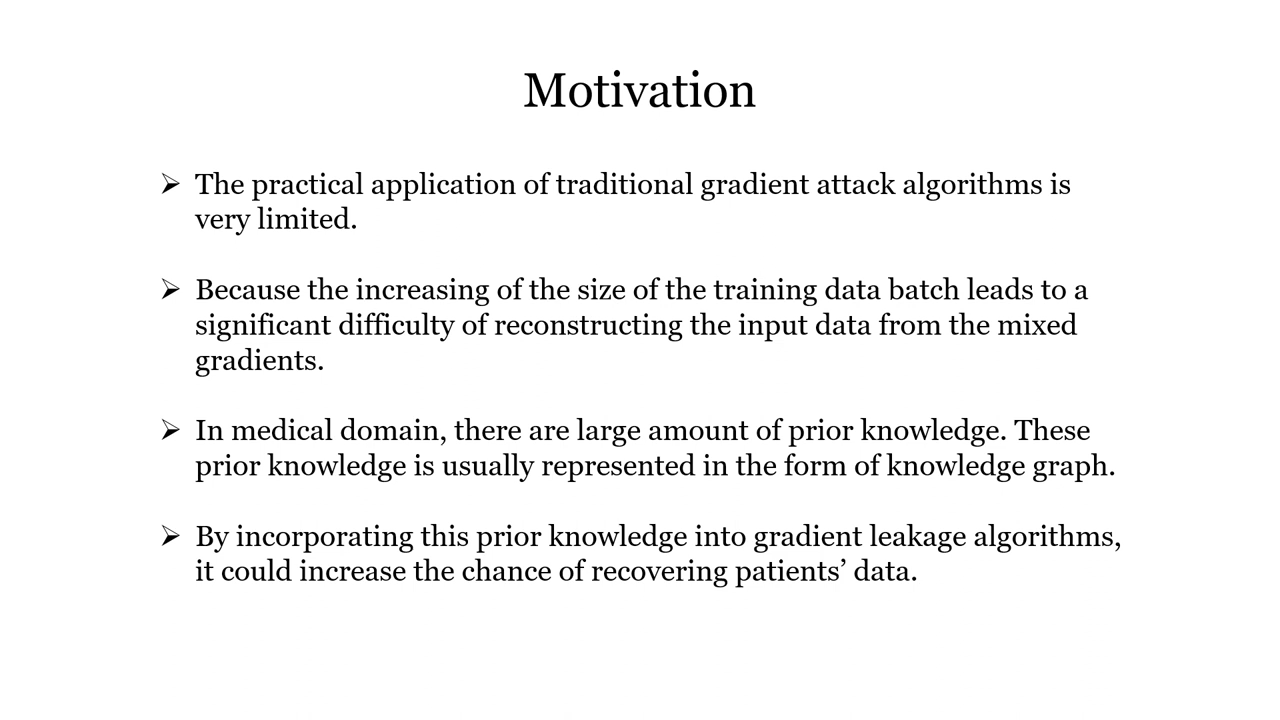 Motivation
➢ The practical application of traditional gradient attack algorithms is
very limited.
➢ Because the increasing of the size of the training data batch leads to a
significant difficulty of reconstructing the input data from the mixed
gradients.
➢ In medical domain, there are large amount of prior knowledge. These
prior knowledge is usually represented in the form of knowledge graph.
➢ By incorporating this prior knowledge into gradient leakage algorithms,
it could increase the chance of recovering patients’ data.